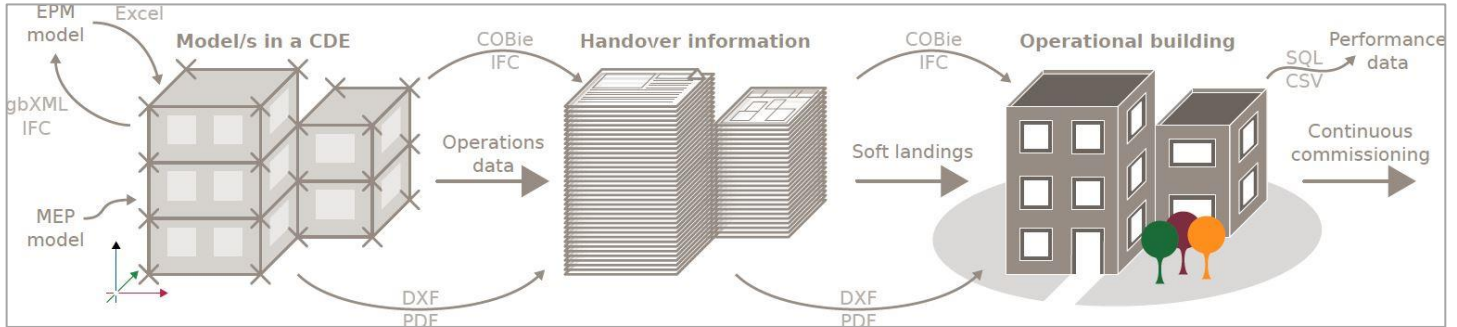 EPM
model
Excel
Model/s in a CDE
gbXML
IFC
MEP
model
COBie
IFC
Operations
data
DXF
PDF
Handover information
COBie
IFC
Soft landings
DXF
PDF
Operational building
SQL
CSV
Performance
data
Continuous
commissioning